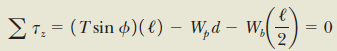 Σ τ_z = (T sin ϕ)(ℓ) − W_p d − W_b(ℓ/2) = 0